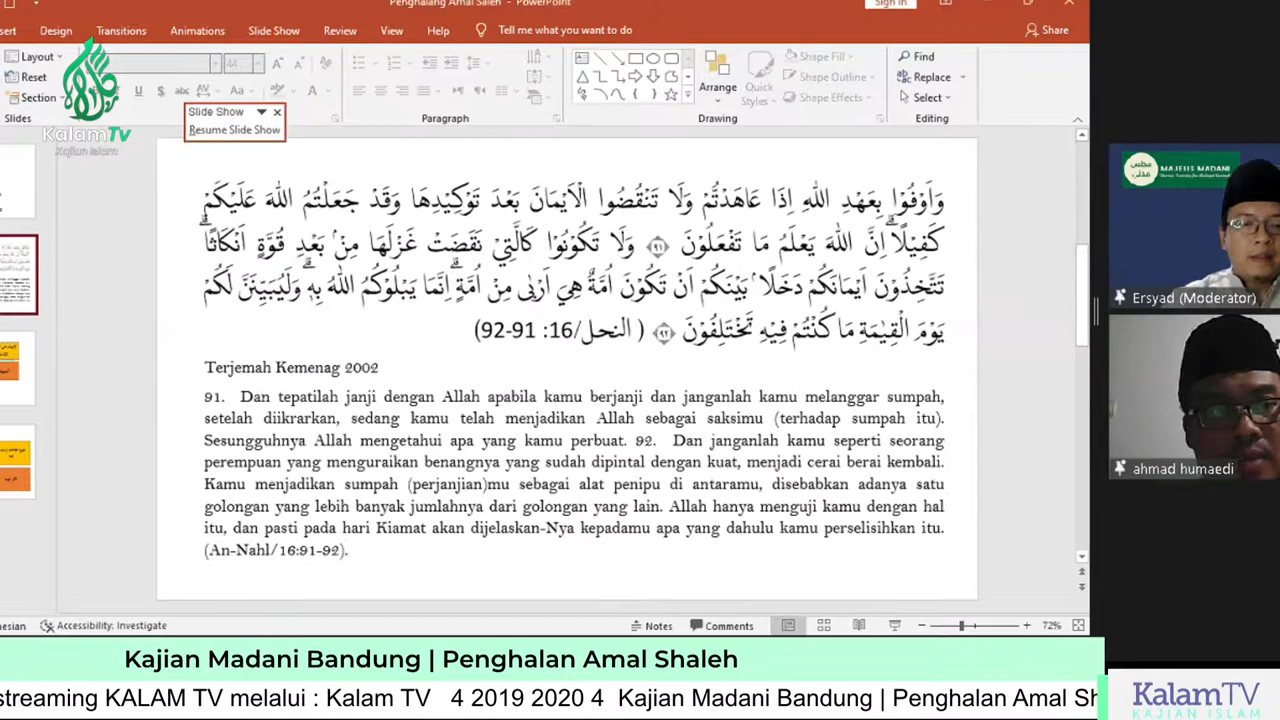 Penghalang Amal Saleh - PowerPoint
Sign in
Design Transitions Animations Slide Show Review View Help Tell me what you want to do Share
Layout
Reset
Section
Slides
KalamTV
Kajian Islam
Slide Show
Resume Slide Show
Paragraph
Arrange
Quick Styles
Shape Fill
Shape Outline
Shape Effects
Drawing
Find
Replace
Select
Editing
وَاَوْفُوْا بِعَهْدِ اللّٰهِ اِذَا عَاهَدْتُّمْ وَلَا تَنْقُضُوا الْاَيْمَانَ بَعْدَ تَوْكِيْدِهَا وَقَدْ جَعَلْتُمُ اللّٰهَ عَلَيْكُمْ
كَفِيْلًاۗ اِنَّ اللّٰهَ يَعْلَمُ مَا تَفْعَلُوْنَ ۝٩١ وَلَا تَكُوْنُوْا كَالَّتِيْ نَقَضَتْ غَزْلَهَا مِنْۢ بَعْدِ قُوَّةٍ اَنْكَاثًاۗ
تَتَّخِذُوْنَ اَيْمَانَكُمْ دَخَلًا ۢ بَيْنَكُمْ اَنْ تَكُوْنَ اُمَّةٌ هِيَ اَرْبٰى مِنْ اُمَّةٍۗ اِنَّمَا يَبْلُوْكُمُ اللّٰهُ بِهٖۗ وَلَيُبَيِّنَنَّ لَكُمْ
يَوْمَ الْقِيٰمَةِ مَا كُنْتُمْ فِيْهِ تَخْتَلِفُوْنَ ۝٩٢ ( النحل/16: 91-92)
Terjemah Kemenag 2002
91. Dan tepatilah janji dengan Allah apabila kamu berjanji dan janganlah kamu melanggar sumpah,
setelah diikrarkan, sedang kamu telah menjadikan Allah sebagai saksimu (terhadap sumpah itu).
Sesungguhnya Allah mengetahui apa yang kamu perbuat. 92. Dan janganlah kamu seperti seorang
perempuan yang menguraikan benangnya yang sudah dipintal dengan kuat, menjadi cerai berai kembali.
Kamu menjadikan sumpah (perjanjian)mu sebagai alat penipu di antaramu, disebabkan adanya satu
golongan yang lebih banyak jumlahnya dari golongan yang lain. Allah hanya menguji kamu dengan hal
itu, dan pasti pada hari Kiamat akan dijelaskan-Nya kepadamu apa yang dahulu kamu perselisihkan itu.
(An-Nahl/16:91-92).
MAJELIS MADANI
Ersyad (Moderator)
ahmad humaedi
Accessibility: Investigate
Notes
Comments
72%
Kajian Madani Bandung | Penghalan Amal Shaleh
streaming KALAM TV melalui : Kalam TV 4 2019 2020 4 Kajian Madani Bandung | Penghalan Amal Sh
KalamTV
KAJIAN ISLAM